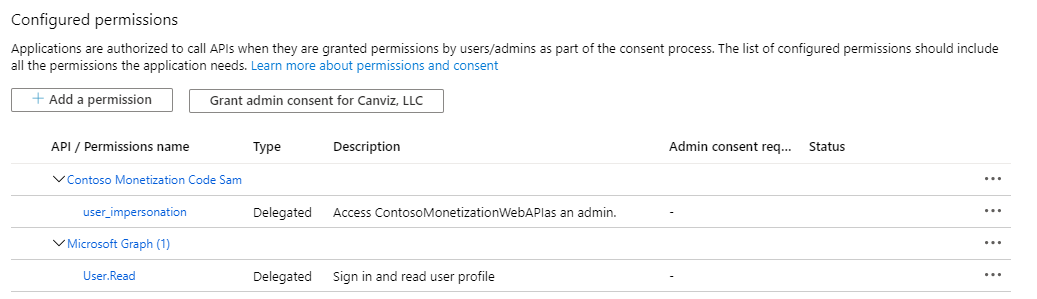 Configured permissions
Applications are authorized to call APIs when they are granted permissions by users/admins as part of the consent process. The list of configured permissions should include
all the permissions the application needs. Learn more about permissions and consent
+ Add a permission Grant admin consent for Canviz, LLC
API / Permissions name Type Description Admin consent req... Status
Contoso Monetization Code Sam ...
user_impersonation Delegated Access ContosoMonetizationWebAPIas an admin. - ...
Microsoft Graph (1) ...
User.Read Delegated Sign in and read user profile - ...